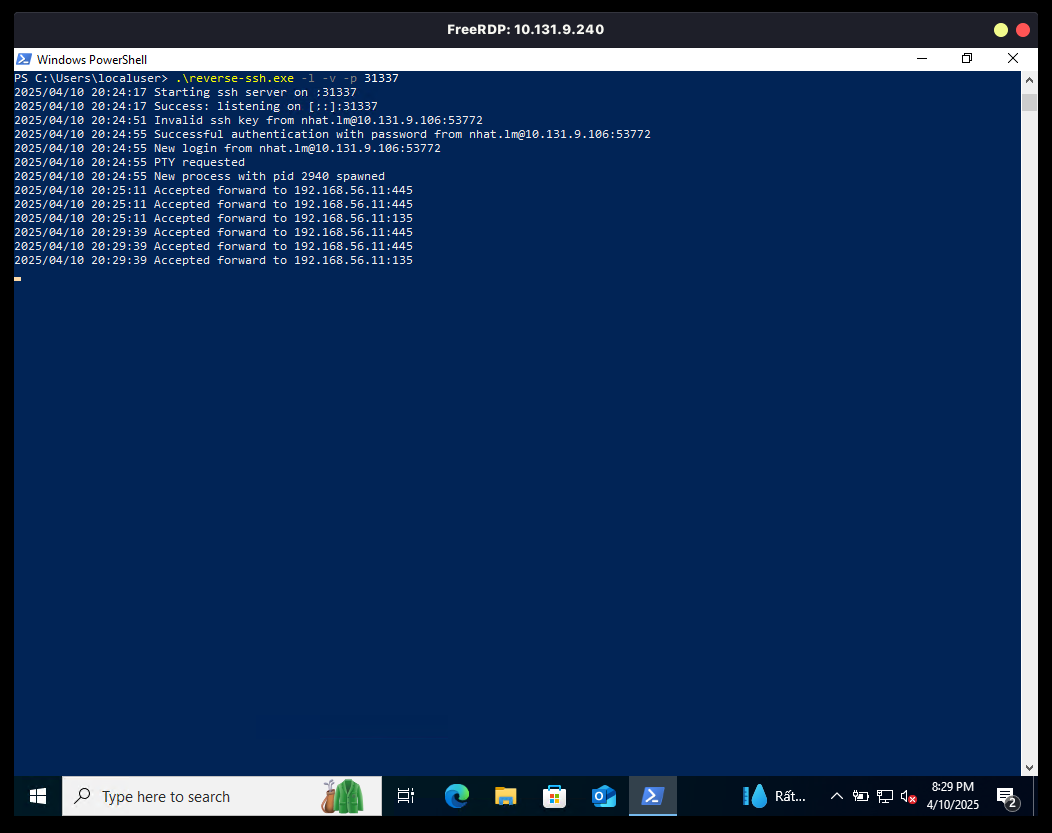 FreeRDP: 10.131.9.240
Windows PowerShell
PS C:\Users\localuser> .\reverse-ssh.exe -l -v -p 31337
2025/04/10 20:24:17 Starting ssh server on :31337
2025/04/10 20:24:17 Success: listening on [::]:31337
2025/04/10 20:24:51 Invalid ssh key from nhat.lm@10.131.9.106:53772
2025/04/10 20:24:55 Successful authentication with password from nhat.lm@10.131.9.106:53772
2025/04/10 20:24:55 New login from nhat.lm@10.131.9.106:53772
2025/04/10 20:24:55 PTY requested
2025/04/10 20:24:55 New process with pid 2940 spawned
2025/04/10 20:25:11 Accepted forward to 192.168.56.11:445
2025/04/10 20:25:11 Accepted forward to 192.168.56.11:445
2025/04/10 20:25:11 Accepted forward to 192.168.56.11:135
2025/04/10 20:29:39 Accepted forward to 192.168.56.11:445
2025/04/10 20:29:39 Accepted forward to 192.168.56.11:445
2025/04/10 20:29:39 Accepted forward to 192.168.56.11:135
Type here to search
Rất...
8:29 PM
4/10/2025
2